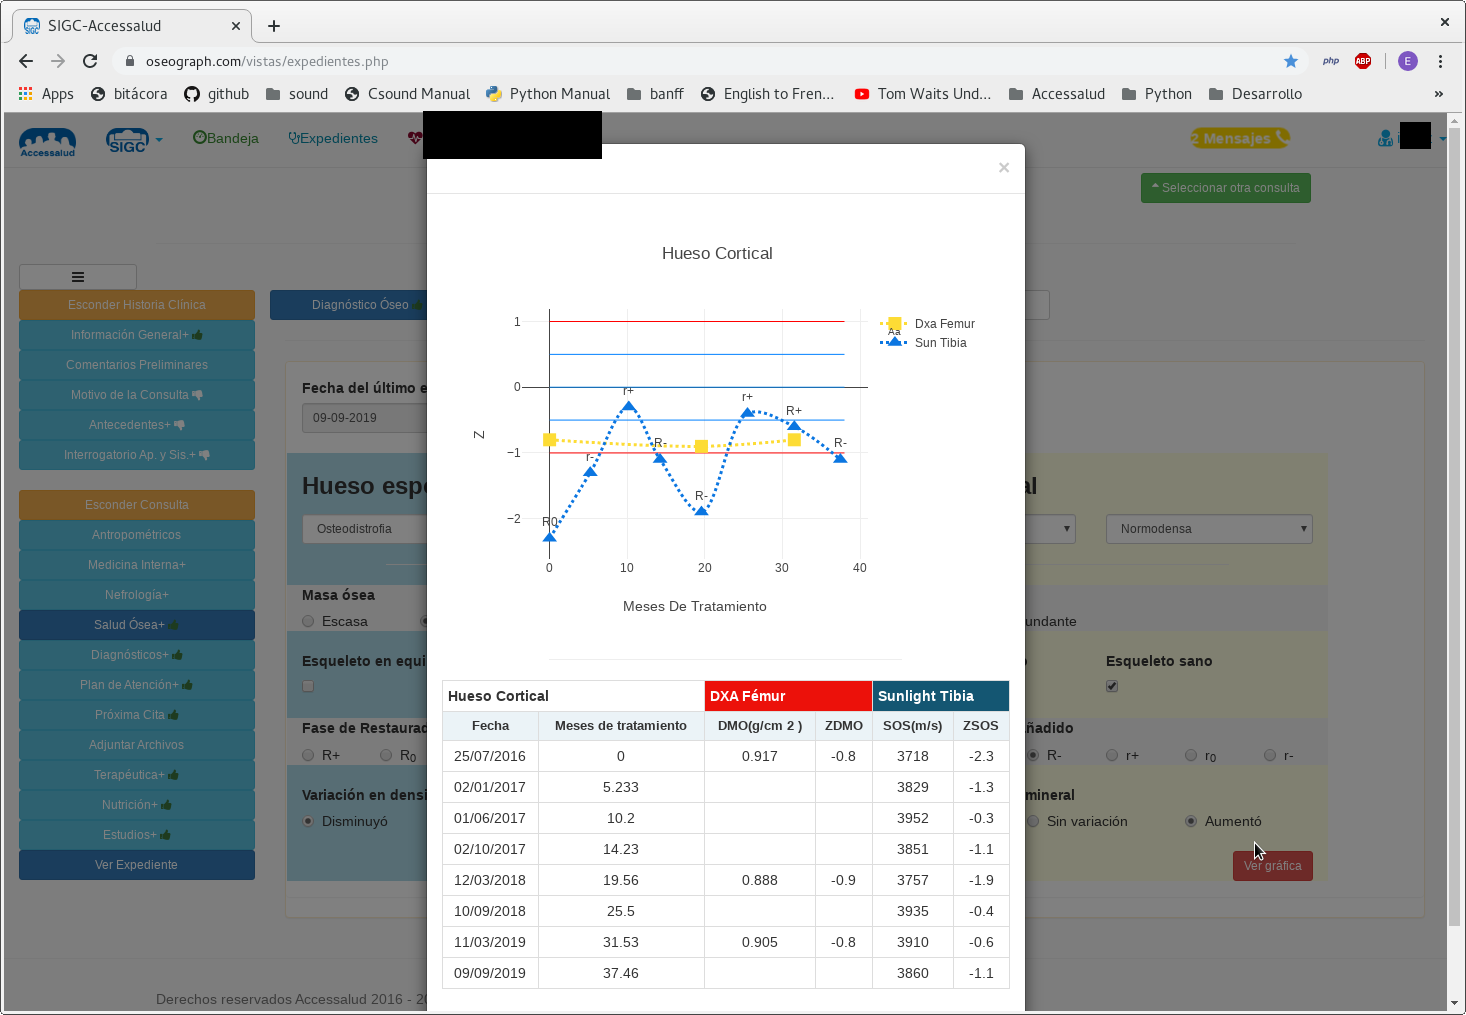 SIGC-Accessalud
oseograph.com/vistas/expedientes.php
php ABP E
Apps bitácora github sound Csound Manual Python Manual banff English to Fren... Tom Waits Und... Accessalud Python Desarrollo »
Accessalud SIGC Bandeja Expedientes 2 Mensajes
×
Seleccionar otra consulta
Hueso Cortical
Esconder Historia Clínica
Diagnóstico Óseo
Información General+
Comentarios Preliminares
Motivo de la Consulta
Antecedentes+
Interrogatorio Ap. y Sis.+
Fecha del último e
09-09-2019
Hueso esp
al
Osteodistrofia
Normodensa
1
0
−1
−2
Z
R0
r-
r+
R-
R-
r+
R+
R-
0 10 20 30 40
Meses De Tratamiento
Dxa Femur
Aa
Sun Tibia
Esconder Consulta
Antropométricos
Medicina Interna+
Nefrología+
Salud Ósea+
Diagnósticos+
Plan de Atención+
Próxima Cita
Adjuntar Archivos
Terapéutica+
Nutrición+
Estudios+
Ver Expediente
Masa ósea
Escasa
undante
Esqueleto en equi
o
Esqueleto sano
Fase de Restaurad
ñadido
R+ R0
R- r+ r0 r-
Variación en densi
mineral
Disminuyó
Sin variación Aumentó
Ver gráfica
Hueso Cortical DXA Fémur Sunlight Tibia
Fecha Meses de tratamiento DMO(g/cm 2 ) ZDMO SOS(m/s) ZSOS
25/07/2016 0 0.917 -0.8 3718 -2.3
02/01/2017 5.233 3829 -1.3
01/06/2017 10.2 3952 -0.3
02/10/2017 14.23 3851 -1.1
12/03/2018 19.56 0.888 -0.9 3757 -1.9
10/09/2018 25.5 3935 -0.4
11/03/2019 31.53 0.905 -0.8 3910 -0.6
09/09/2019 37.46 3860 -1.1
Derechos reservados Accessalud 2016 - 20